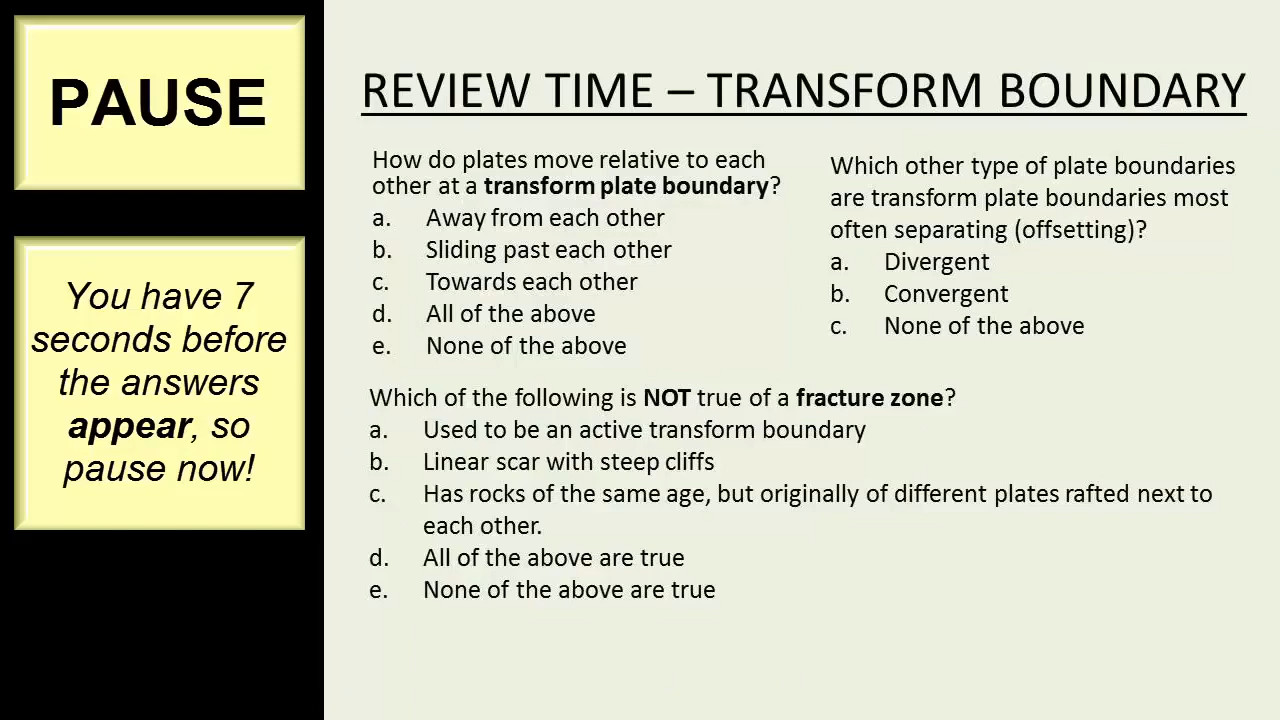 PAUSE
You have 7
seconds before
the answers
appear, so
pause now!
REVIEW TIME – TRANSFORM BOUNDARY
How do plates move relative to each
other at a transform plate boundary?
a. Away from each other
b. Sliding past each other
c. Towards each other
d. All of the above
e. None of the above
Which other type of plate boundaries
are transform plate boundaries most
often separating (offsetting)?
a. Divergent
b. Convergent
c. None of the above
Which of the following is NOT true of a fracture zone?
a. Used to be an active transform boundary
b. Linear scar with steep cliffs
c. Has rocks of the same age, but originally of different plates rafted next to
each other.
d. All of the above are true
e. None of the above are true